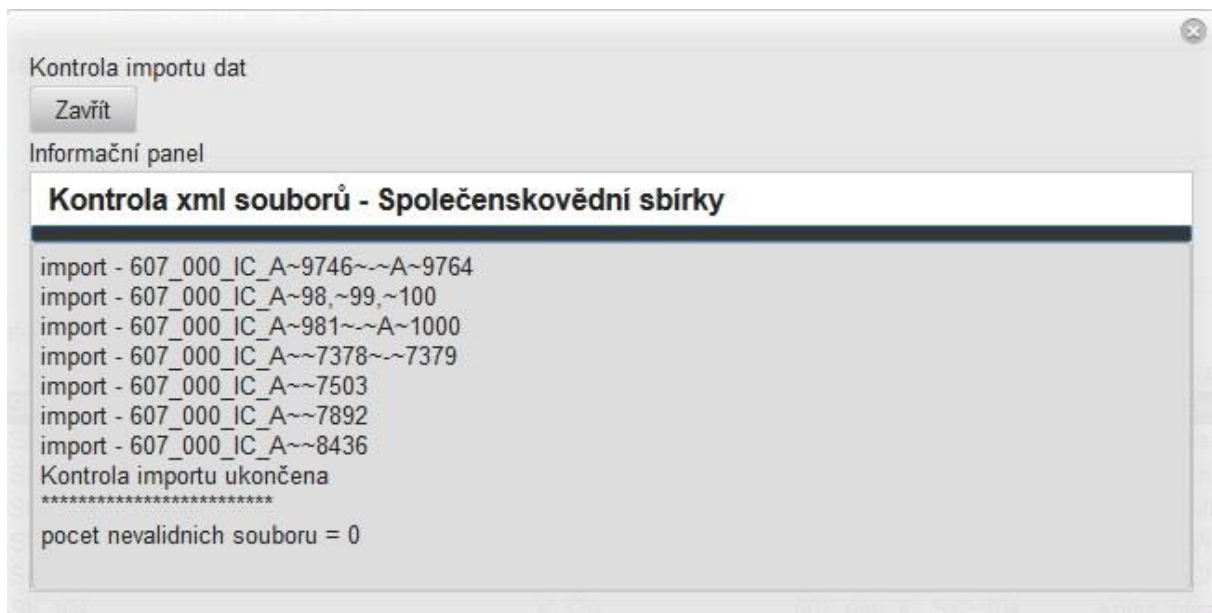 Kontrola importu dat
Zavřít
Informační panel
Kontrola xml souborů - Společenskovědní sbírky
import - 607_000_IC_A~9746~-~A~9764
import - 607_000_IC_A~98,~99,~100
import - 607_000_IC_A~981~-~A~1000
import - 607_000_IC_A~~7378~-~7379
import - 607_000_IC_A~~7503
import - 607_000_IC_A~~7892
import - 607_000_IC_A~~8436
Kontrola importu ukončena
*************************
pocet nevalidnich souboru = 0